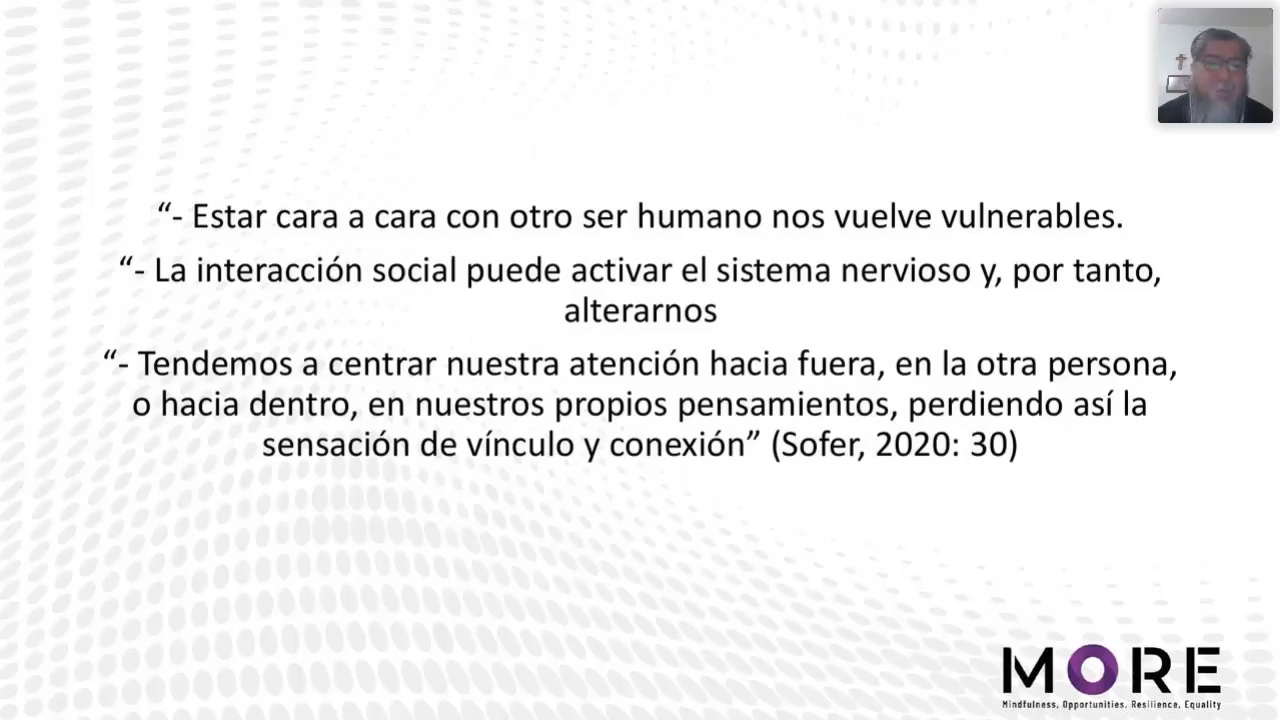 “- Estar cara a cara con otro ser humano nos vuelve vulnerables.
“- La interacción social puede activar el sistema nervioso y, por tanto,
alterarnos
“- Tendemos a centrar nuestra atención hacia fuera, en la otra persona,
o hacia dentro, en nuestros propios pensamientos, perdiendo así la
sensación de vínculo y conexión” (Sofer, 2020: 30)
MORE
Mindfulness, Opportunities, Resilience, Equality